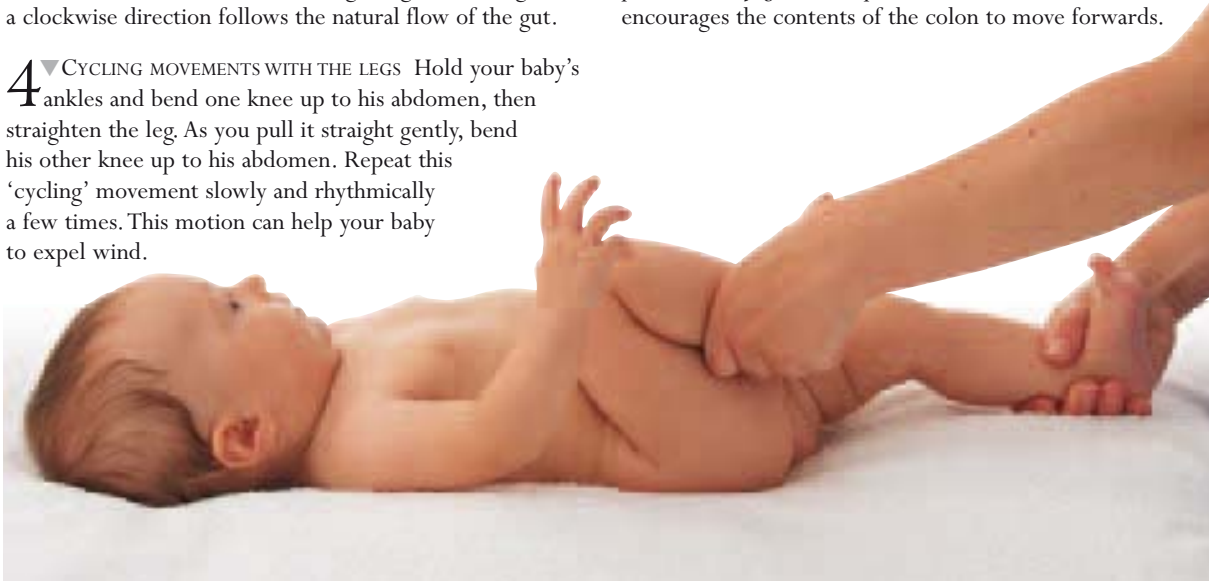 a clockwise direction follows the natural flow of the gut.
encourages the contents of the colon to move forwards.
4 ▼CYCLING MOVEMENTS WITH THE LEGS Hold your baby's
ankles and bend one knee up to his abdomen, then
straighten the leg. As you pull it straight gently, bend
his other knee up to his abdomen. Repeat this
‘cycling’ movement slowly and rhythmically
a few times. This motion can help your baby
to expel wind.